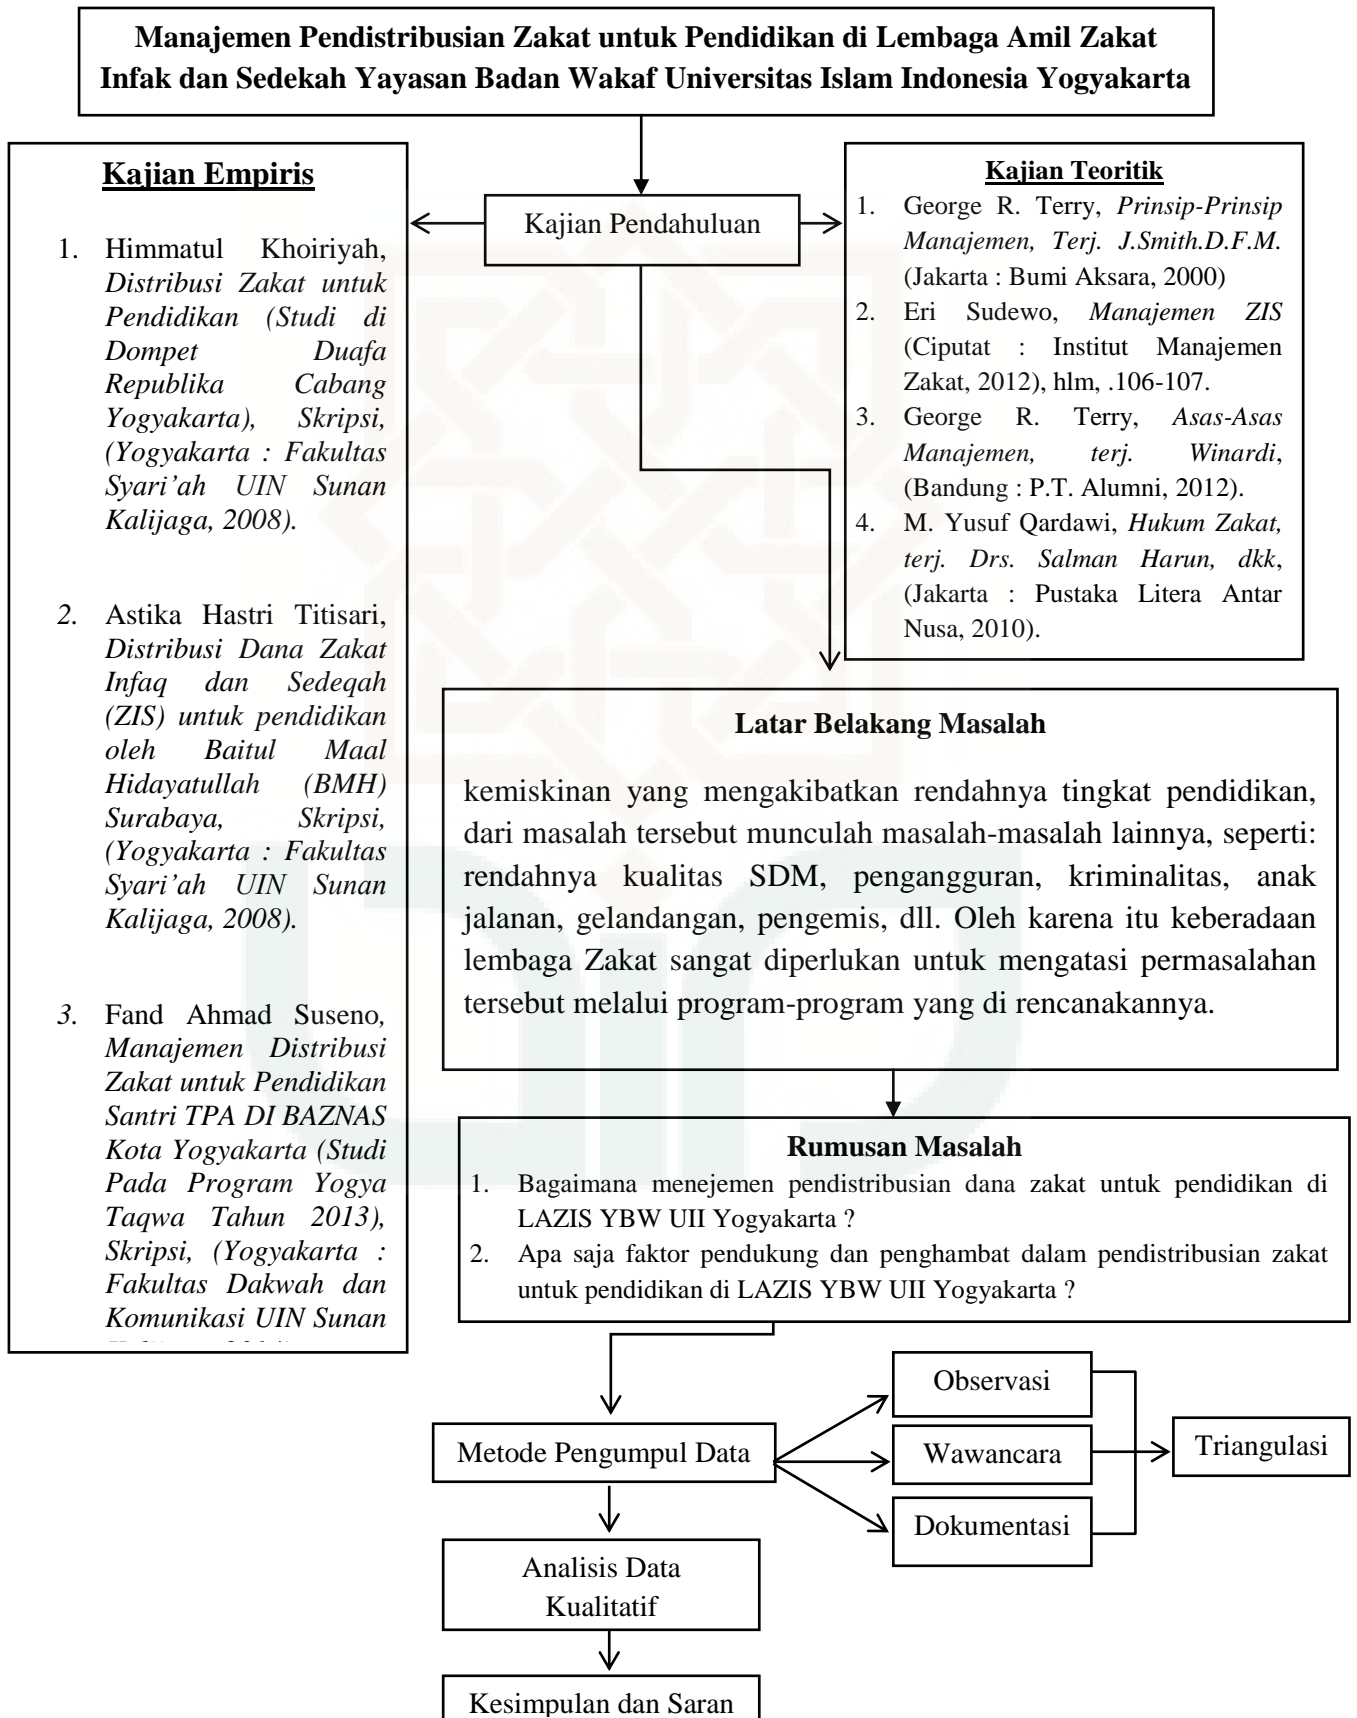 Manajemen Pendistribusian Zakat untuk Pendidikan di Lembaga Amil Zakat
Infak dan Sedekah Yayasan Badan Wakaf Universitas Islam Indonesia Yogyakarta
Kajian Empiris
1. Himmatul Khoiriyah,
Distribusi Zakat untuk
Pendidikan (Studi di
Dompet Duafa
Republika Cabang
Yogyakarta), Skripsi,
(Yogyakarta : Fakultas
Syari’ah UIN Sunan
Kalijaga, 2008).
2. Astika Hastri Titisari,
Distribusi Dana Zakat
Infaq dan Sedeqah
(ZIS) untuk pendidikan
oleh Baitul Maal
Hidayatullah (BMH)
Surabaya, Skripsi,
(Yogyakarta : Fakultas
Syari’ah UIN Sunan
Kalijaga, 2008).
3. Fand Ahmad Suseno,
Manajemen Distribusi
Zakat untuk Pendidikan
Santri TPA DI BAZNAS
Kota Yogyakarta (Studi
Pada Program Yogya
Taqwa Tahun 2013),
Skripsi, (Yogyakarta :
Fakultas Dakwah dan
Komunikasi UIN Sunan
Kajian Pendahuluan
Kajian Teoritik
1. George R. Terry, Prinsip-Prinsip
Manajemen, Terj. J.Smith.D.F.M.
(Jakarta : Bumi Aksara, 2000)
2. Eri Sudewo, Manajemen ZIS
(Ciputat : Institut Manajemen
Zakat, 2012), hlm, .106-107.
3. George R. Terry, Asas-Asas
Manajemen, terj. Winardi,
(Bandung : P.T. Alumni, 2012).
4. M. Yusuf Qardawi, Hukum Zakat,
terj. Drs. Salman Harun, dkk,
(Jakarta : Pustaka Litera Antar
Nusa, 2010).
Latar Belakang Masalah
kemiskinan yang mengakibatkan rendahnya tingkat pendidikan,
dari masalah tersebut munculah masalah-masalah lainnya, seperti:
rendahnya kualitas SDM, pengangguran, kriminalitas, anak
jalanan, gelandangan, pengemis, dll. Oleh karena itu keberadaan
lembaga Zakat sangat diperlukan untuk mengatasi permasalahan
tersebut melalui program-program yang di rencanakannya.
Rumusan Masalah
1. Bagaimana menejemen pendistribusian dana zakat untuk pendidikan di
LAZIS YBW UII Yogyakarta ?
2. Apa saja faktor pendukung dan penghambat dalam pendistribusian zakat
untuk pendidikan di LAZIS YBW UII Yogyakarta ?
Metode Pengumpul Data
Observasi
Wawancara
Dokumentasi
Triangulasi
Analisis Data
Kualitatif
Kesimpulan dan Saran